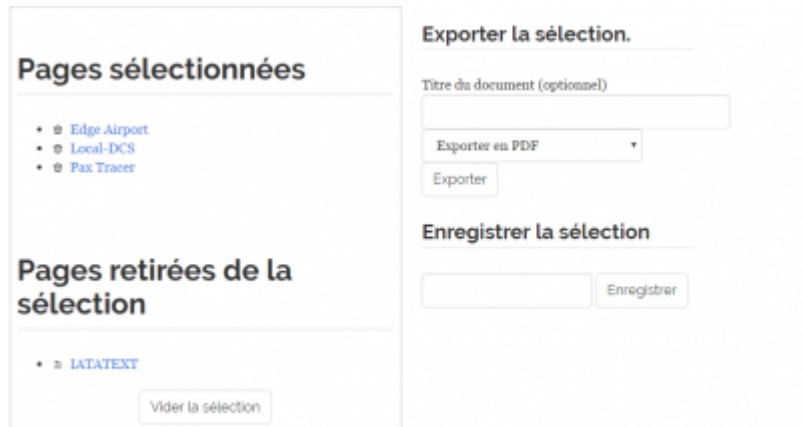 Pages sélectionnées
Edge Airport
Local-DCS
Pax Tracer
Pages retirées de la
sélection
IATATEXT
Vider la sélection
Exporter la sélection.
Titre du document (optionnel)
Exporter en PDF
Exporter
Enregistrer la sélection
Enregistrer